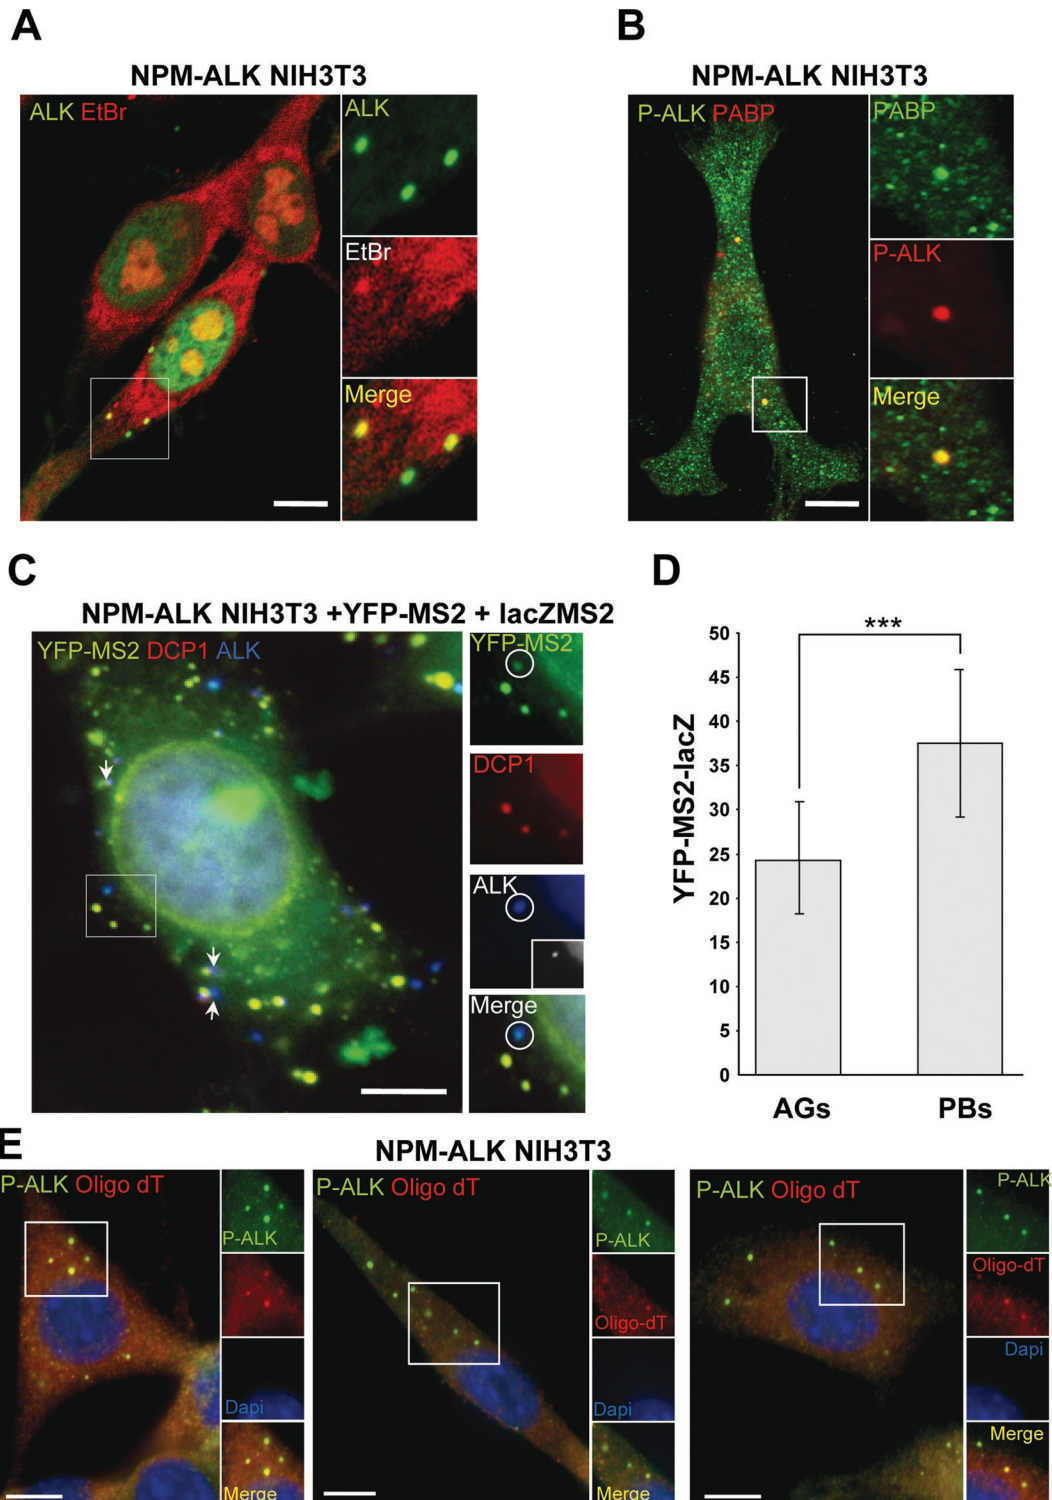 A
NPM-ALK NIH3T3
ALK EtBr
ALK
EtBr
Merge
B
NPM-ALK NIH3T3
P-ALK PABP
PABP
P-ALK
Merge
C
NPM-ALK NIH3T3 +YFP-MS2 + lacZMS2
YFP-MS2 DCP1 ALK
YFP-MS2
DCP1
ALK
Merge
D
***
YFP-MS2-lacZ
50
45
40
35
30
25
20
15
10
5
0
AGs
PBs
E
NPM-ALK NIH3T3
P-ALK Oligo dT
P-ALK
Dapi
Merge
P-ALK Oligo dT
P-ALK
Oligo-dT
Dapi
P-ALK Oligo dT
P-ALK
Oligo-dT
Dapi
Merge